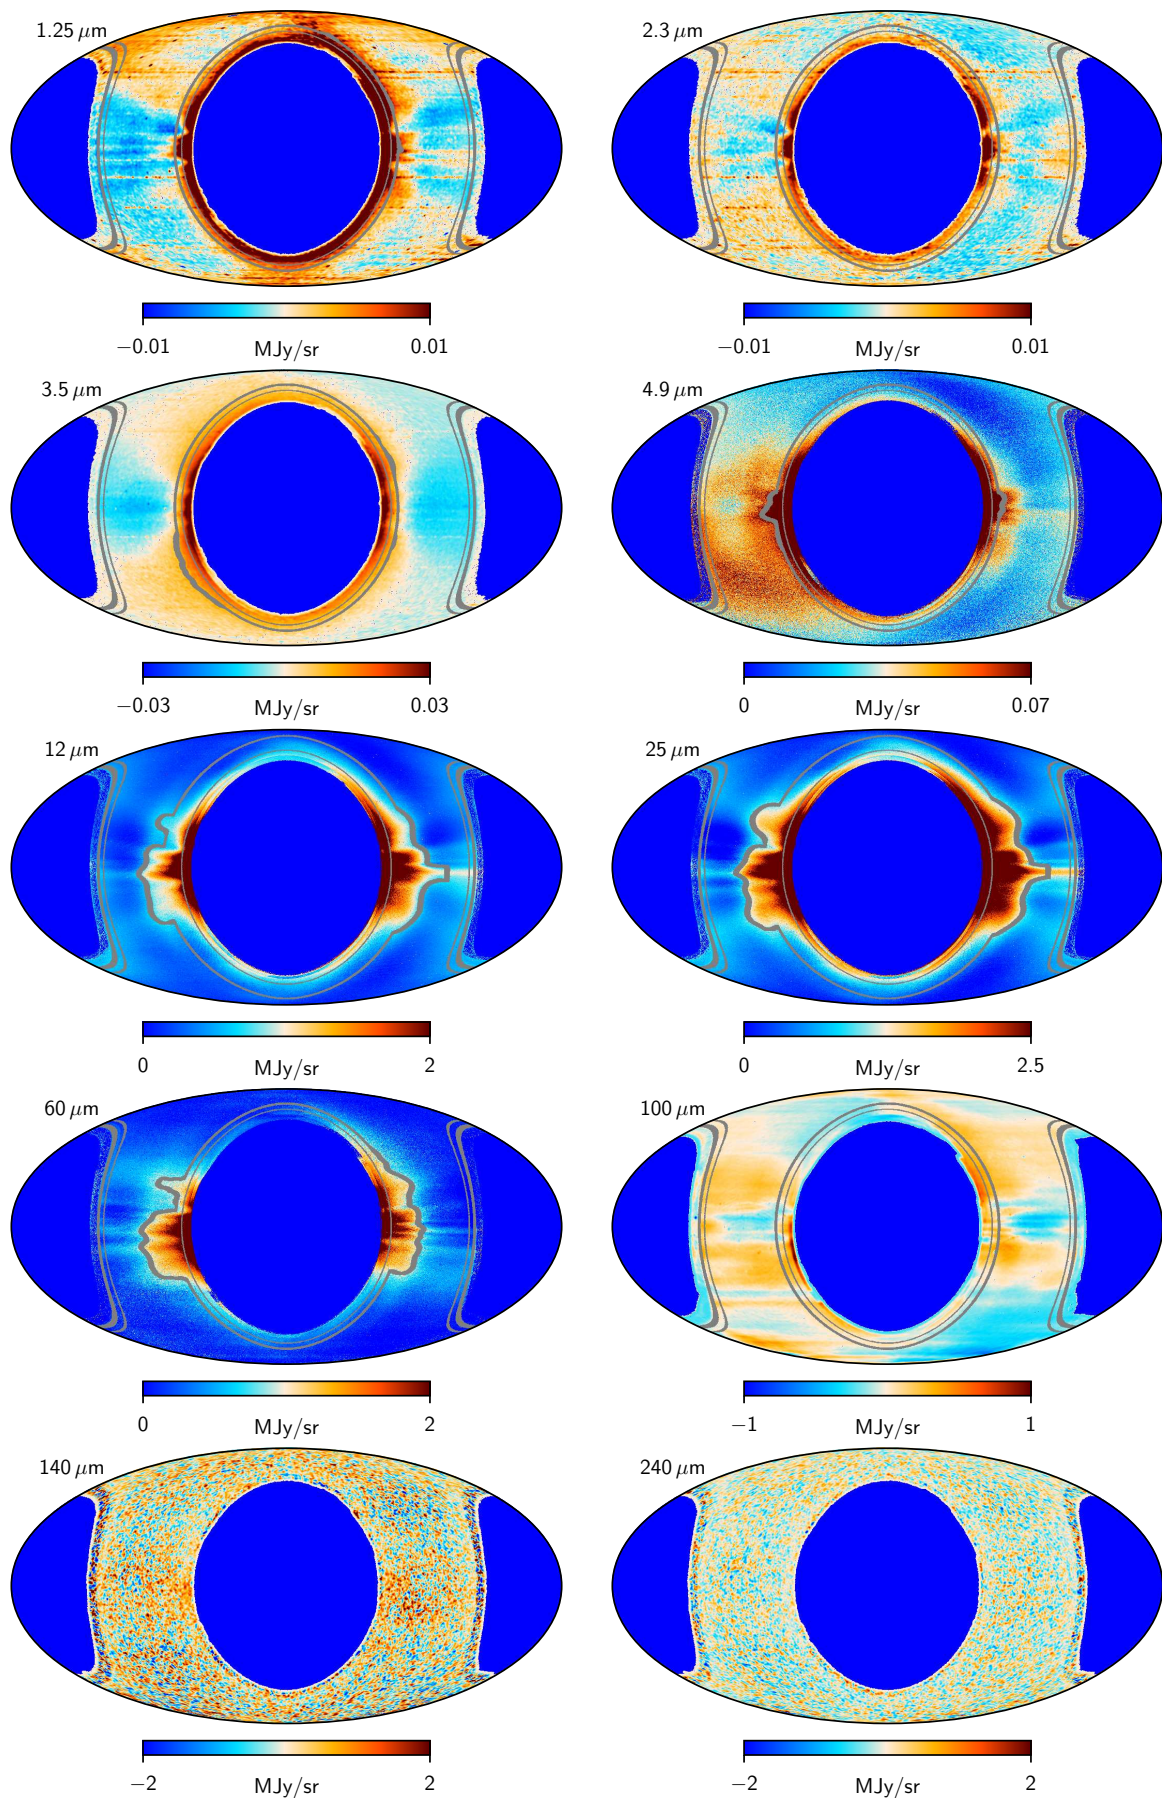 1.25 μm 2.3 μm
−0.01 MJy/sr 0.01 −0.01 MJy/sr 0.01
3.5 μm 4.9 μm
−0.03 MJy/sr 0.03 0 MJy/sr 0.07
12 μm 25 μm
0 MJy/sr 2 0 MJy/sr 2.5
60 μm 100 μm
0 MJy/sr 2 −1 MJy/sr 1
140 μm 240 μm
−2 MJy/sr 2 −2 MJy/sr 2